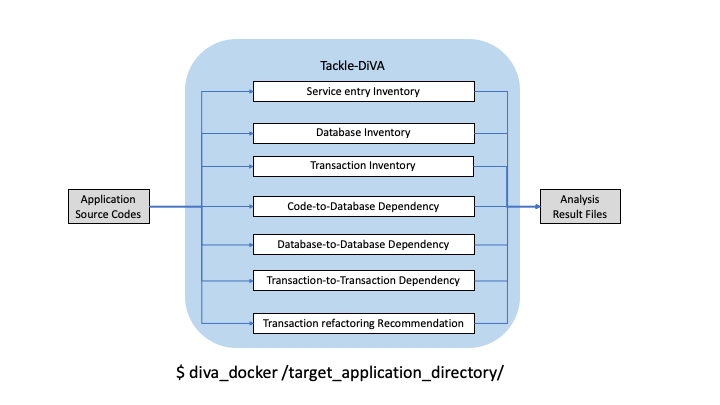 Tackle-DiVA
Service entry Inventory
Database Inventory
Transaction Inventory
Application
Source Codes
Code-to-Database Dependency
Analysis
Result Files
Database-to-Database Dependency
Transaction-to-Transaction Dependency
Transaction refactoring Recommendation
$ diva_docker /target_application_directory/